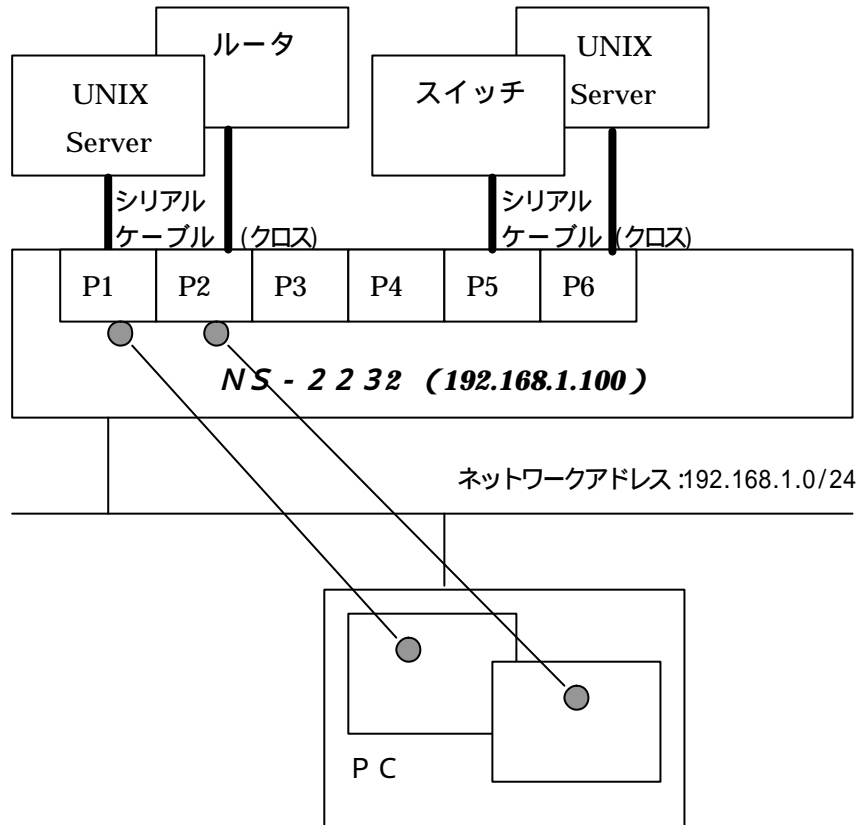 ルータ
UNIX
Server
スイッチ
UNIX
Server
シリアル
ケーブル (クロス)
シリアル
ケーブル (クロス)
P1 P2 P3 P4 P5 P6
NS-2232 (192.168.1.100)
ネットワークアドレス:192.168.1.0/24
PC